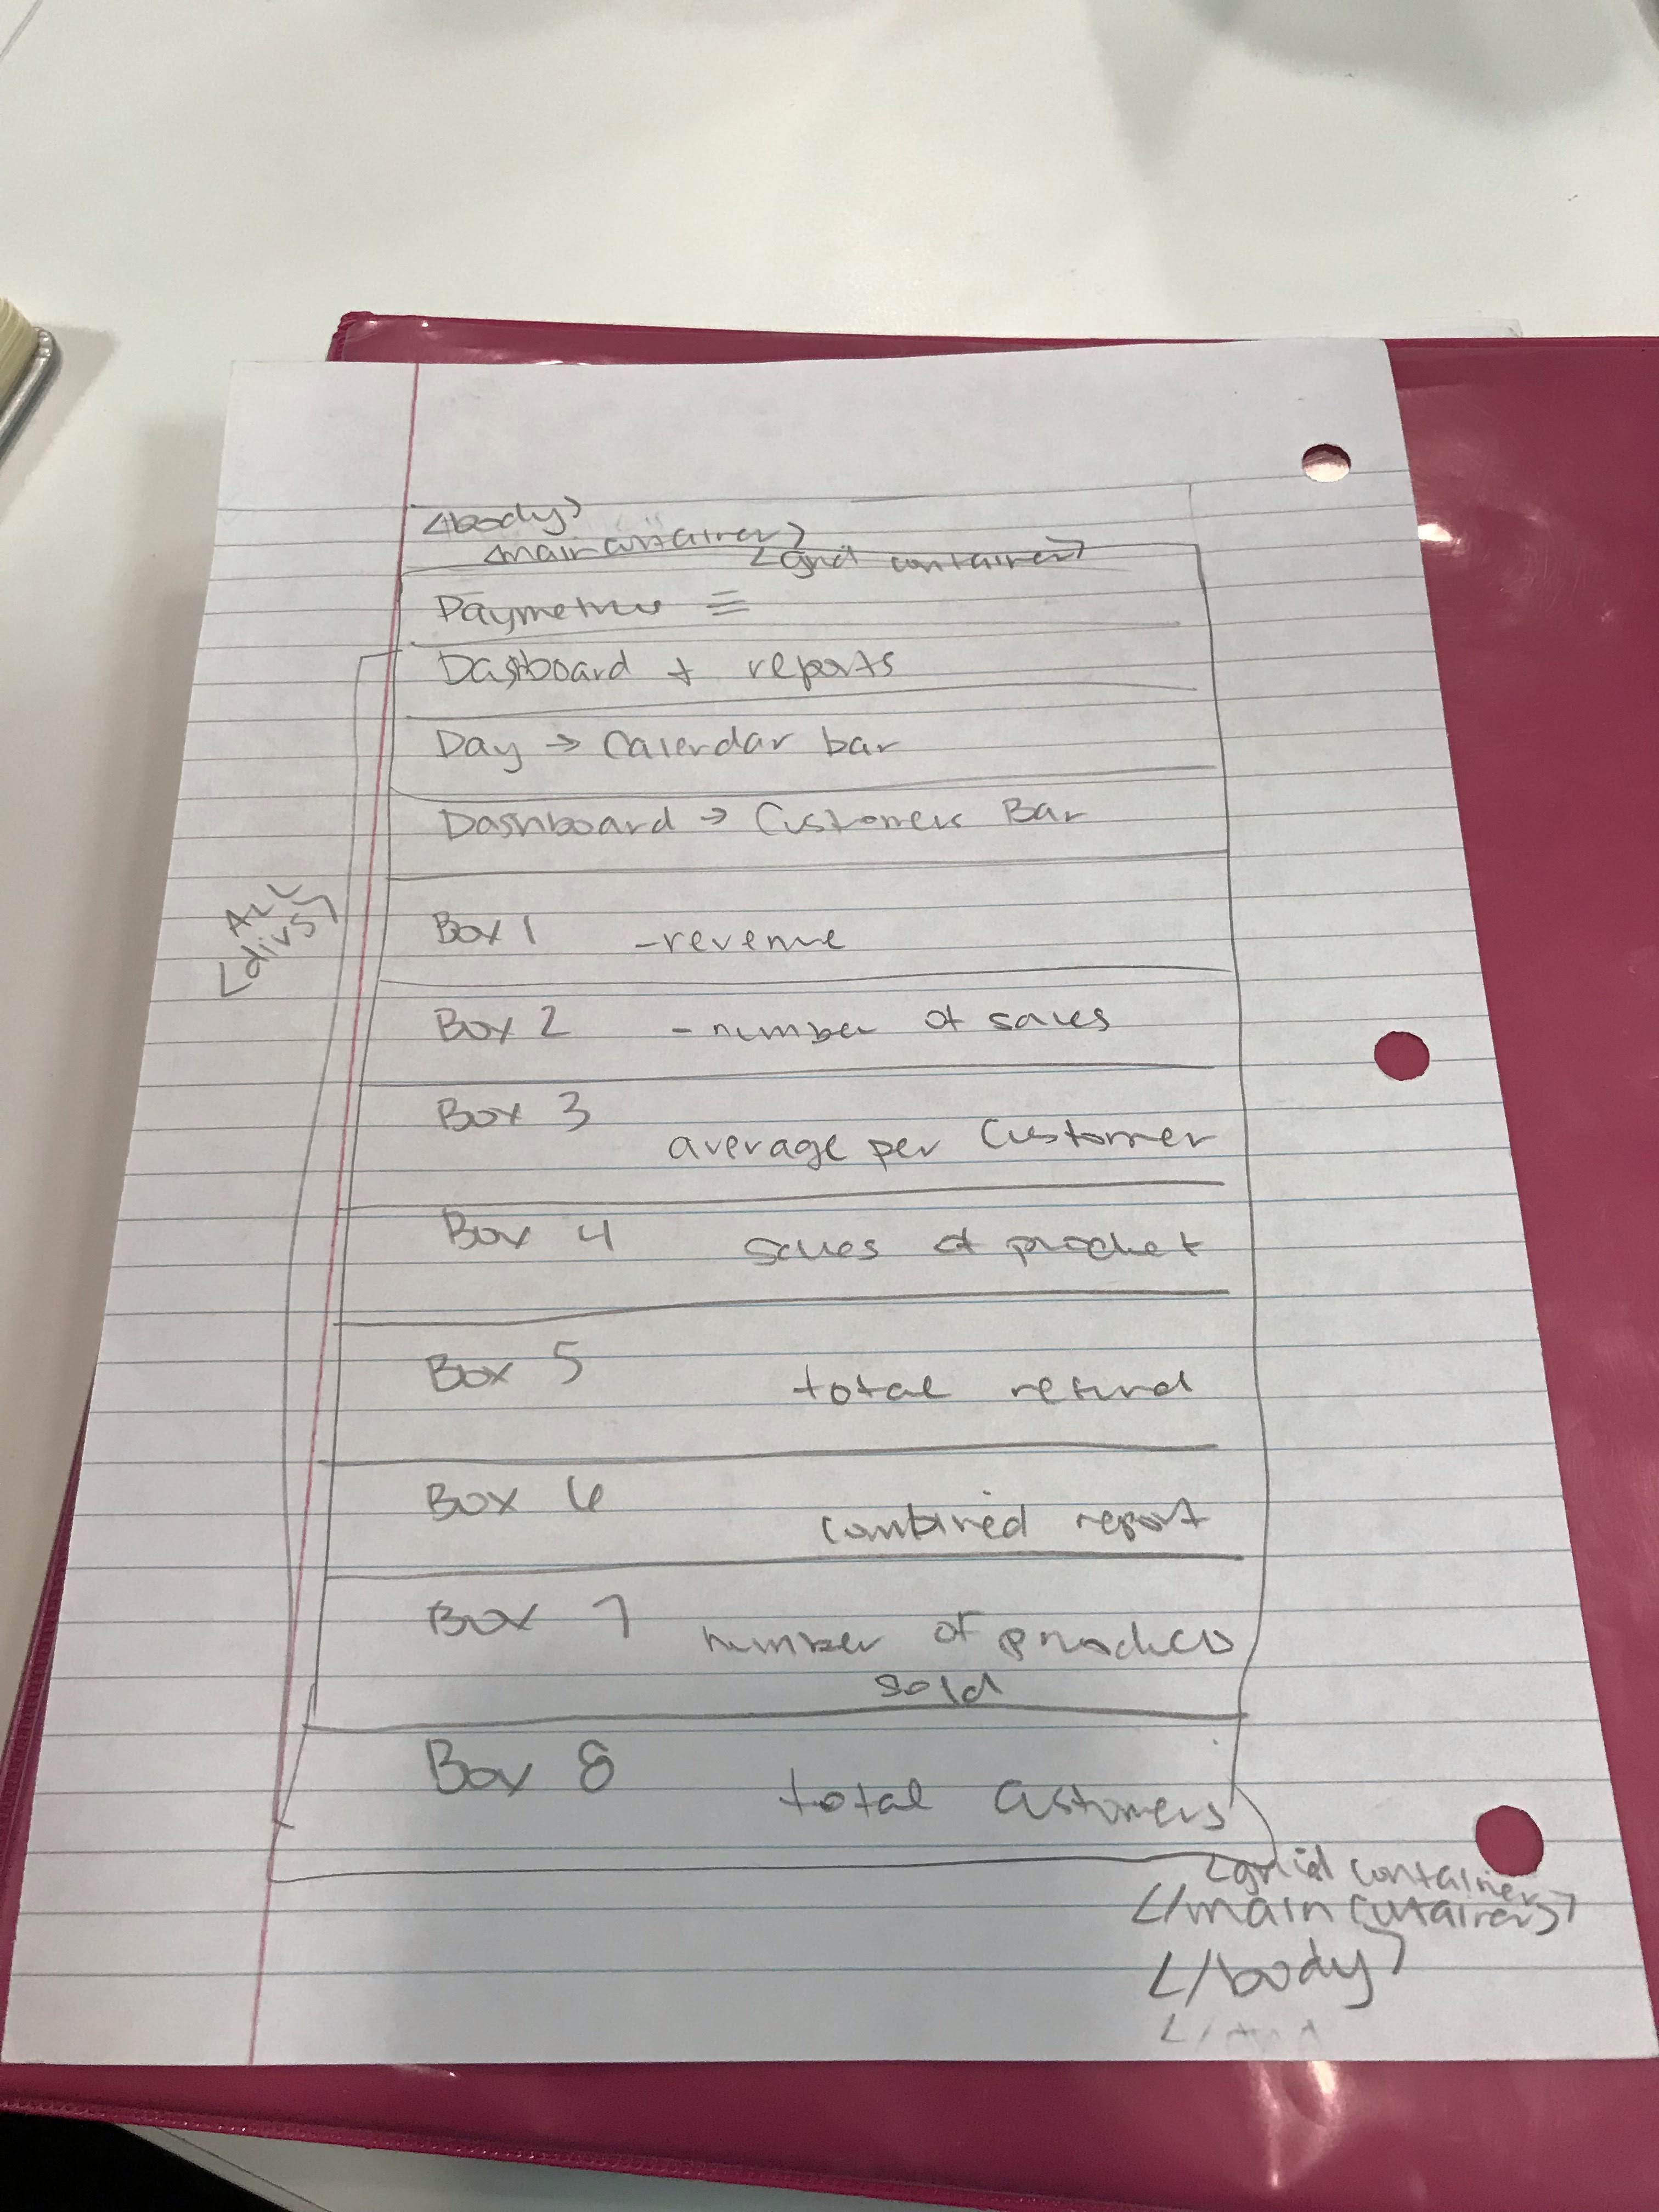 <body>
<main container>
<grid container>
Paymetrics ≡
Dashboard + reports
Day → Calendar bar
Dashboard → Customers Bar
ALL
<divs>
Box 1 - revenue
Box 2 - number of sales
Box 3 average per Customer
Box 4 sales of product
Box 5 total refund
Box 6 combined report
Box 7 number of products
sold
Box 8 total Customers
<grid container
</main containers>
</body>